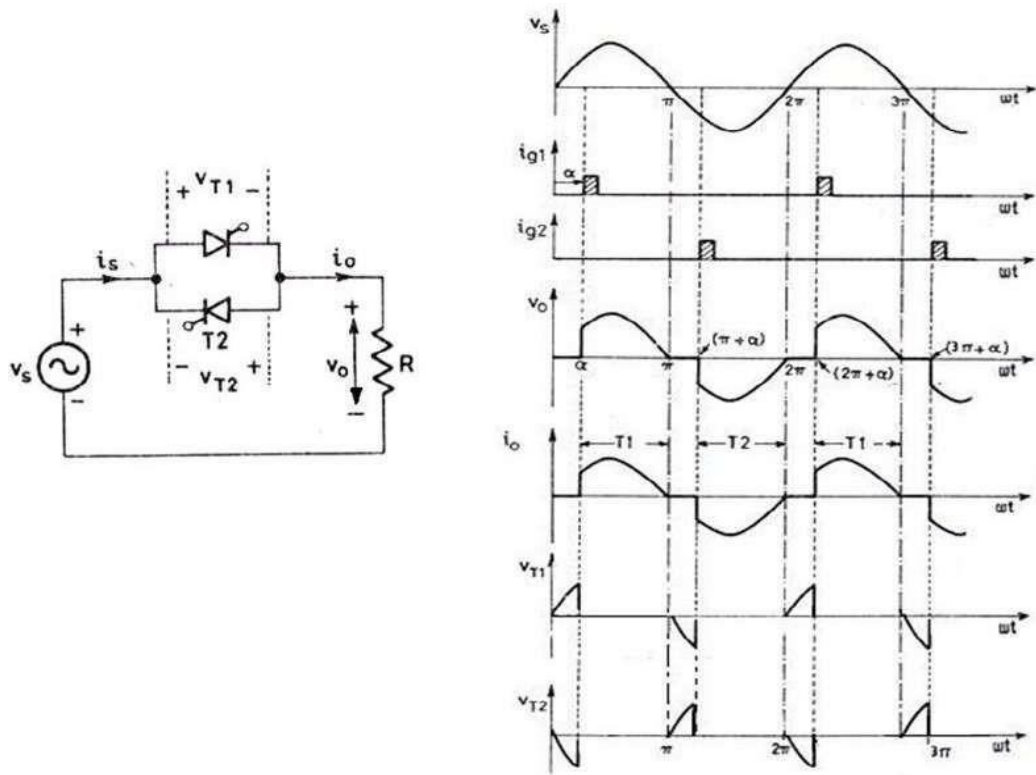 + VT1 -
is
io
T2
- VT2 +
+
vs
-
+
vo
-
R
vs
π
2π
3π
ωt
ig1
α
ωt
ig2
ωt
vo
α
π
(π+α)
2π
(2π+α)
(3π+α)
ωt
io
T1
T2
T1
π
2π
ωt
vT1
ωt
vT2
π
2π
3π
ωt